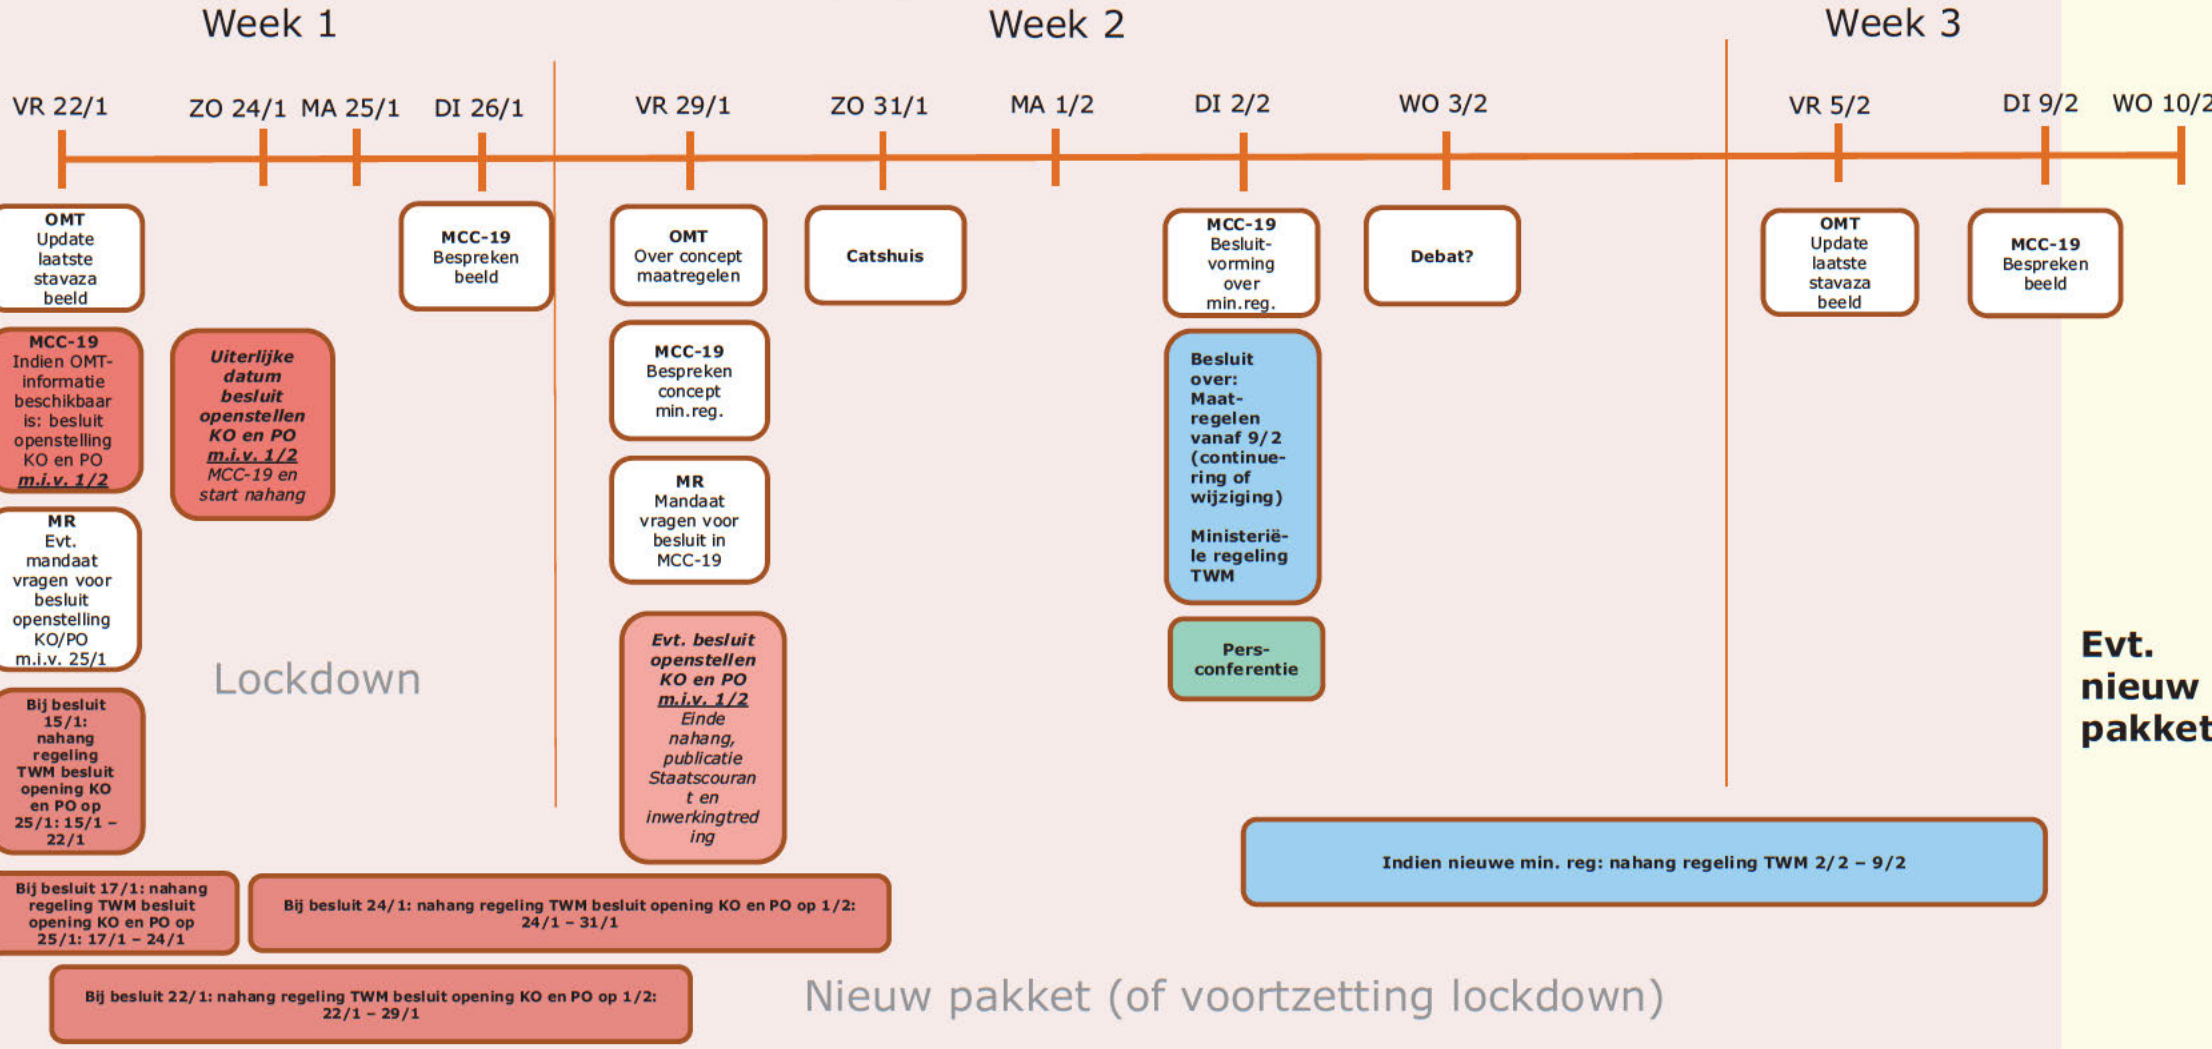 Week 1
Week 2
Week 3
VR 22/1
ZO 24/1
MA 25/1
DI 26/1
VR 29/1
ZO 31/1
MA 1/2
DI 2/2
WO 3/2
VR 5/2
DI 9/2
WO 10/2
OMT
Update
laatste
stavaza
beeld
MCC-19
Indien OMT-
informatie
beschikbaar
is: besluit
openstelling
KO en PO
m.i.v. 1/2
MR
Evt.
mandaat
vragen voor
besluit
openstelling
KO/PO
m.i.v. 25/1
Bij besluit
15/1:
nahang
regeling
TWM besluit
opening KO
en PO op
25/1: 15/1 –
22/1
Bij besluit 17/1: nahang
regeling TWM besluit
opening KO en PO op
25/1: 17/1 – 24/1
Uiterlijke
datum
besluit
openstellen
KO en PO
m.i.v. 1/2
MCC-19 en
start nahang
MCC-19
Bespreken
beeld
Lockdown
OMT
Over concept
maatregelen
MCC-19
Bespreken
concept
min.reg.
MR
Mandaat
vragen voor
besluit in
MCC-19
Evt. besluit
openstellen
KO en PO
m.i.v. 1/2
Einde
nahang,
publicatie
Staatscouran
t en
inwerkingtred
ing
Bij besluit 24/1: nahang regeling TWM besluit opening KO en PO op 1/2:
24/1 – 31/1
Bij besluit 22/1: nahang regeling TWM besluit opening KO en PO op 1/2:
22/1 – 29/1
Catshuis
MCC-19
Besluit-
vorming
over
min.reg.
Besluit
over:
Maat-
regelen
vanaf 9/2
(continue-
ring of
wijziging)
Ministerië-
le regeling
TWM
Pers-
conferentie
Debat?
OMT
Update
laatste
stavaza
beeld
MCC-19
Bespreken
beeld
Evt.
nieuw
pakket
Indien nieuwe min. reg: nahang regeling TWM 2/2 – 9/2
Nieuw pakket (of voortzetting lockdown)